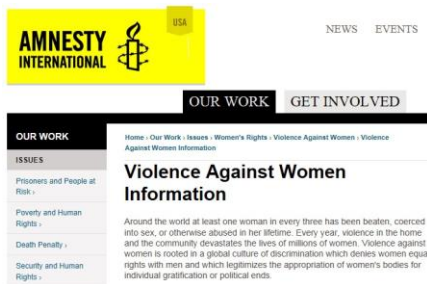 USA
AMNESTY
INTERNATIONAL
NEWS EVENTS
OUR WORK GET INVOLVED
OUR WORK
ISSUES
Prisoners and People at
Risk ›
Poverty and Human
Rights ›
Death Penalty ›
Security and Human
Rights ›
Home › Our Work › Issues › Women's Rights › Violence Against Women › Violence
Against Women Information
Violence Against Women
Information
Around the world at least one woman in every three has been beaten, coerced
into sex, or otherwise abused in her lifetime. Every year, violence in the home
and the community devastates the lives of millions of women. Violence against
women is rooted in a global culture of discrimination which denies women equa
rights with men and which legitimizes the appropriation of women's bodies for
individual gratification or political ends.